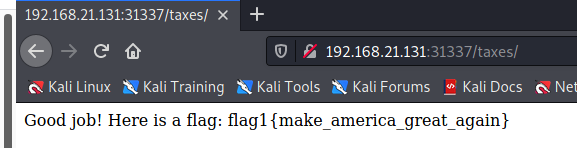 192.168.21.131:31337/taxes/
192.168.21.131:31337/taxes/
Kali Linux Kali Training Kali Tools Kali Forums Kali Docs Net
Good job! Here is a flag: flag1{make_america_great_again}